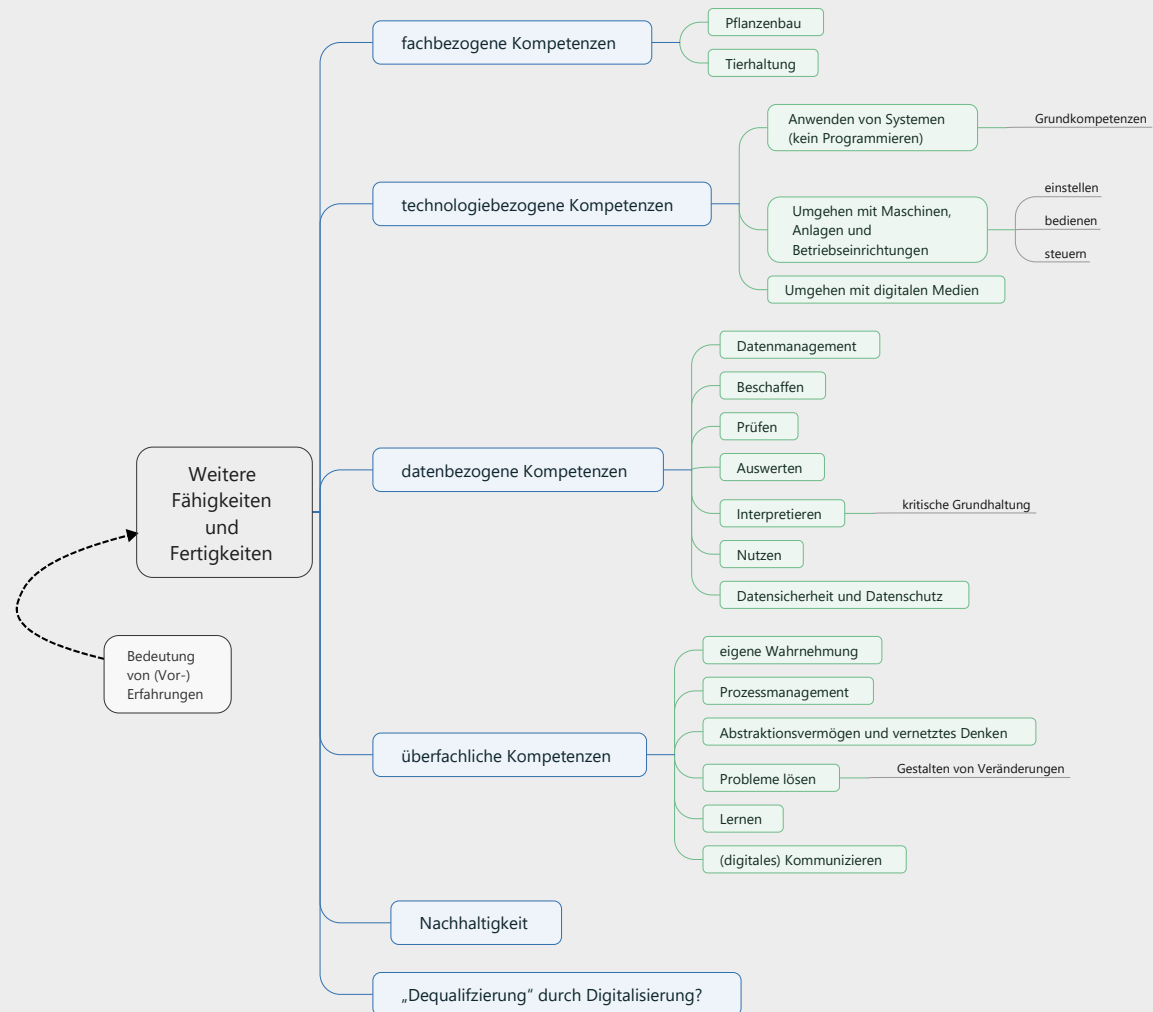 fachbezogene Kompetenzen
Pflanzenbau
Tierhaltung
technologiebezogene Kompetenzen
Anwenden von Systemen
(kein Programmieren)
Grundkompetenzen
Umgehen mit Maschinen,
Anlagen und
Betriebseinrichtungen
einstellen
bedienen
steuern
Umgehen mit digitalen Medien
Weitere
Fähigkeiten
und
Fertigkeiten
Bedeutung
von (Vor-)
Erfahrungen
datenbezogene Kompetenzen
Datenmanagement
Beschaffen
Prüfen
Auswerten
Interpretieren
kritische Grundhaltung
Nutzen
Datensicherheit und Datenschutz
überfachliche Kompetenzen
eigene Wahrnehmung
Prozessmanagement
Abstraktionsvermögen und vernetztes Denken
Probleme lösen
Gestalten von Veränderungen
Lernen
(digitales) Kommunizieren
Nachhaltigkeit
„Dequalifzierung“ durch Digitalisierung?